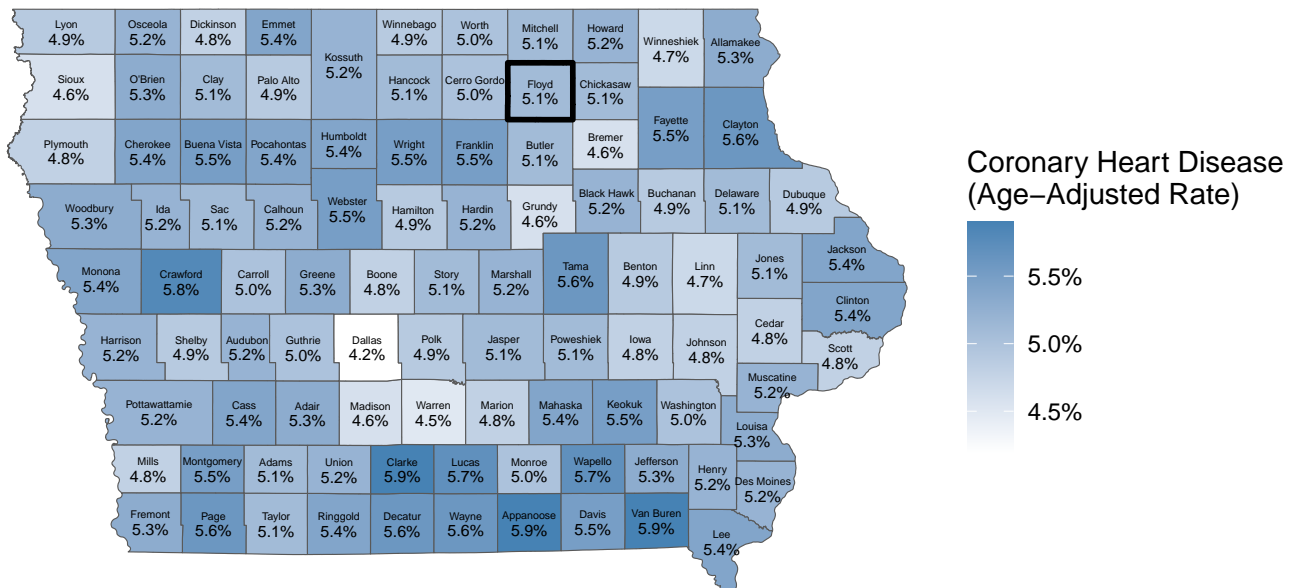 Lyon
4.9%
Osceola
5.2%
Dickinson
4.8%
Emmet
5.4%
Kossuth
5.2%
Winnebago
4.9%
Worth
5.0%
Mitchell
5.1%
Howard
5.2%
Winneshiek
4.7%
Allamakee
5.3%
Sioux
4.6%
O'Brien
5.3%
Clay
5.1%
Palo Alto
4.9%
Hancock
5.1%
Cerro Gordo
5.0%
Floyd
5.1%
Chickasaw
5.1%
Fayette
5.5%
Clayton
5.6%
Plymouth
4.8%
Cherokee
5.4%
Buena Vista
5.5%
Pocahontas
5.4%
Humboldt
5.4%
Wright
5.5%
Franklin
5.5%
Butler
5.1%
Bremer
4.6%
Woodbury
5.3%
Ida
5.2%
Sac
5.1%
Calhoun
5.2%
Webster
5.5%
Hamilton
4.9%
Hardin
5.2%
Grundy
4.6%
Black Hawk
5.2%
Buchanan
4.9%
Delaware
5.1%
Dubuque
4.9%
Monona
5.4%
Crawford
5.8%
Carroll
5.0%
Greene
5.3%
Boone
4.8%
Story
5.1%
Marshall
5.2%
Tama
5.6%
Benton
4.9%
Linn
4.7%
Jones
5.1%
Jackson
5.4%
Clinton
5.4%
Harrison
5.2%
Shelby
4.9%
Audubon
5.2%
Guthrie
5.0%
Dallas
4.2%
Polk
4.9%
Jasper
5.1%
Poweshiek
5.1%
Iowa
4.8%
Johnson
4.8%
Cedar
4.8%
Scott
4.8%
Muscatine
5.2%
Pottawattamie
5.2%
Cass
5.4%
Adair
5.3%
Madison
4.6%
Warren
4.5%
Marion
4.8%
Mahaska
5.4%
Keokuk
5.5%
Washington
5.0%
Louisa
5.3%
Mills
4.8%
Montgomery
5.5%
Adams
5.1%
Union
5.2%
Clarke
5.9%
Lucas
5.7%
Monroe
5.0%
Wapello
5.7%
Jefferson
5.3%
Henry
5.2%
Des Moines
5.2%
Fremont
5.3%
Page
5.6%
Taylor
5.1%
Ringgold
5.4%
Decatur
5.6%
Wayne
5.6%
Appanoose
5.9%
Davis
5.5%
Van Buren
5.9%
Lee
5.4%
Coronary Heart Disease
(Age−Adjusted Rate)
5.5%
5.0%
4.5%